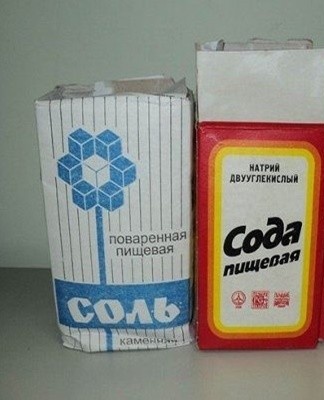 поваренная
пищевая
СОЛЬ
каменная
НАТРИЙ
ДВУУГЛЕКИСЛЫЙ
Сода
пищевая